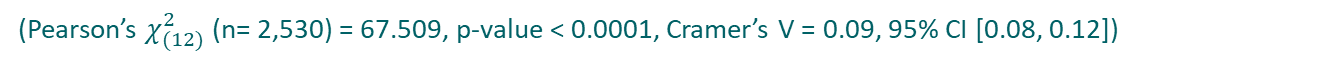 (Pearson's χ²₍₁₂₎ (n= 2,530) = 67.509, p-value < 0.0001, Cramer's V = 0.09, 95% CI [0.08, 0.12])